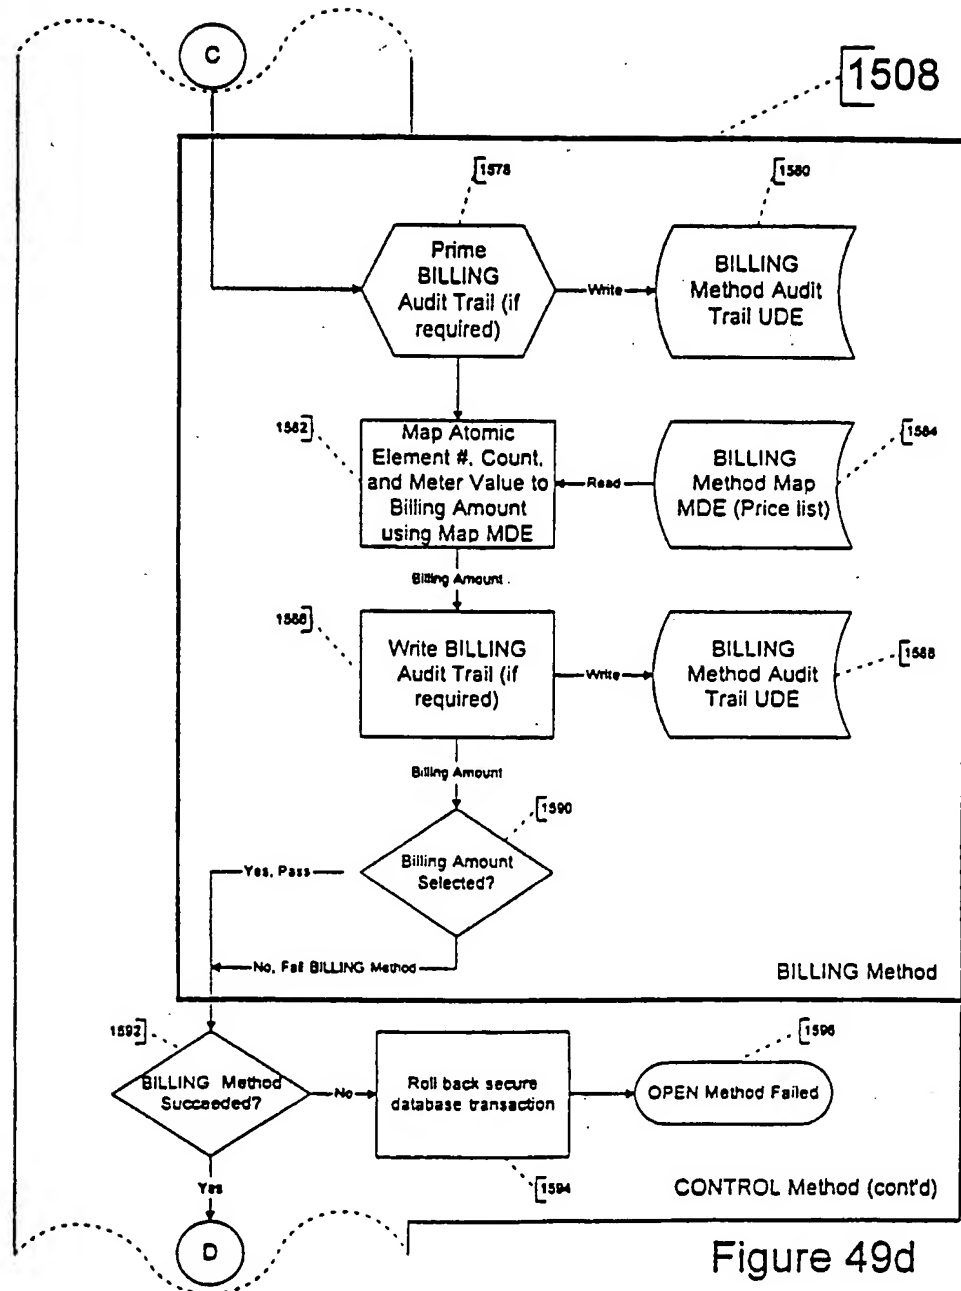 C
1508
1578
1580
Prime
BILLING
Audit Trail (if
required)
Write
BILLING
Method Audit
Trail UDE
1582
1584
Map Atomic
Element #, Count,
and Meter Value to
Billing Amount
using Map MDE
Read
BILLING
Method Map
MDE (Price list)
Billing Amount
1586
1588
Write BILLING
Audit Trail (if
required)
Write
BILLING
Method Audit
Trail UDE
Billing Amount
1590
Billing Amount
Selected?
Yes, Pass
No, Fail BILLING Method
BILLING Method
1592
1596
BILLING Method
Succeeded?
No
Roll back secure
database transaction
OPEN Method Failed
Yes
1594
CONTROL Method (cont'd)
D
Figure 49d